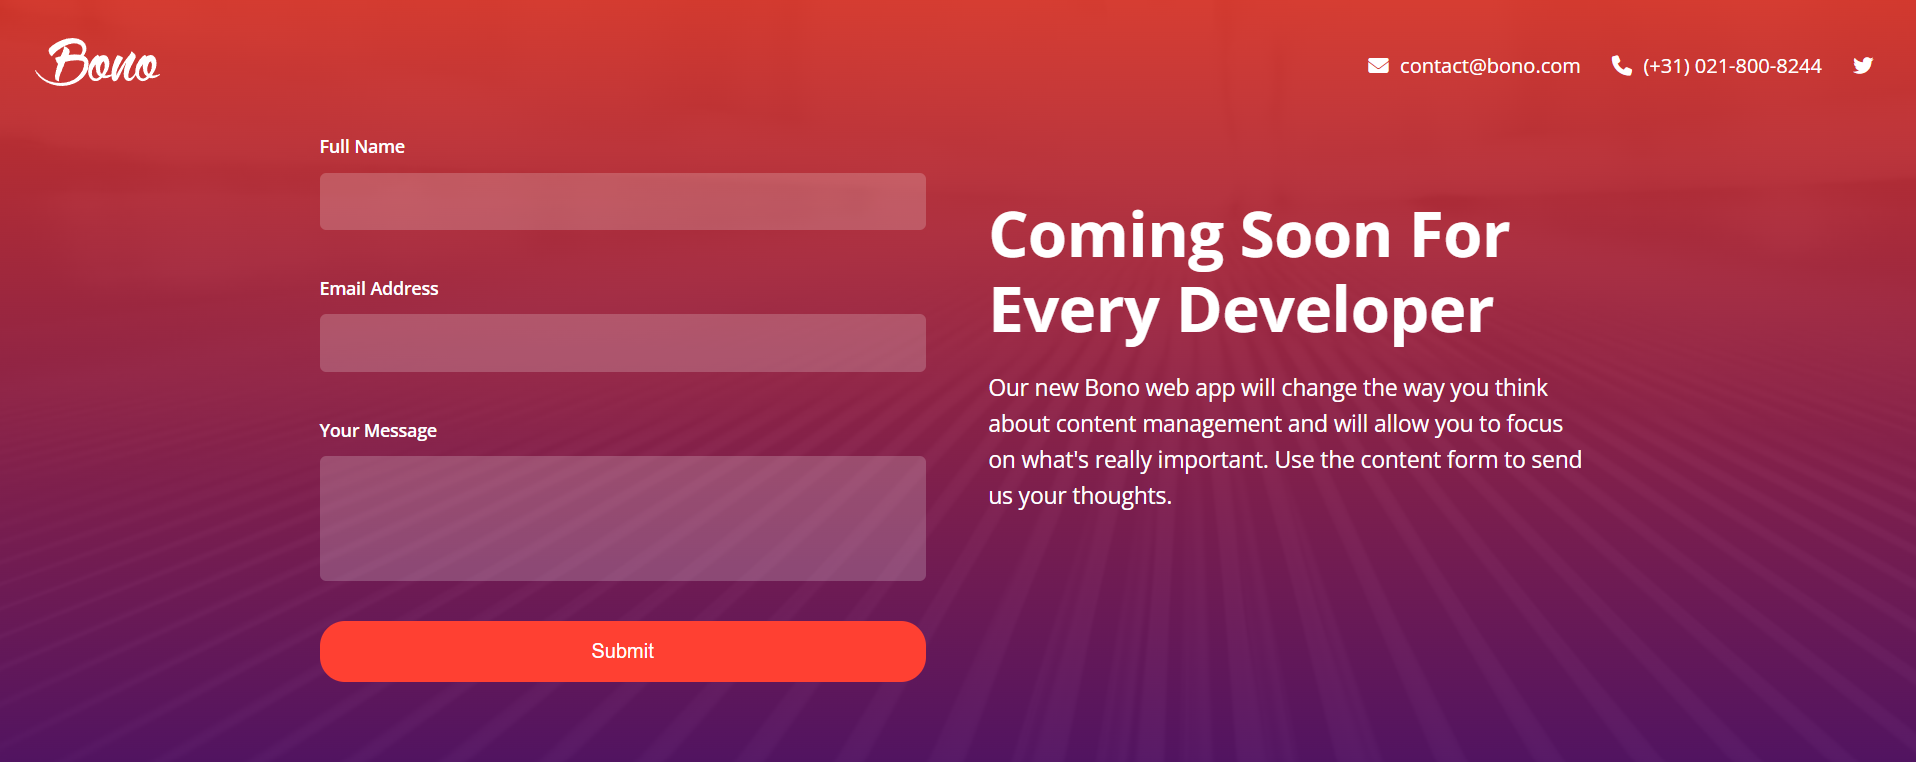 Bono
contact@bono.com
(+31) 021-800-8244
Full Name
Email Address
Your Message
Submit
Coming Soon For
Every Developer
Our new Bono web app will change the way you think
about content management and will allow you to focus
on what's really important. Use the content form to send
us your thoughts.